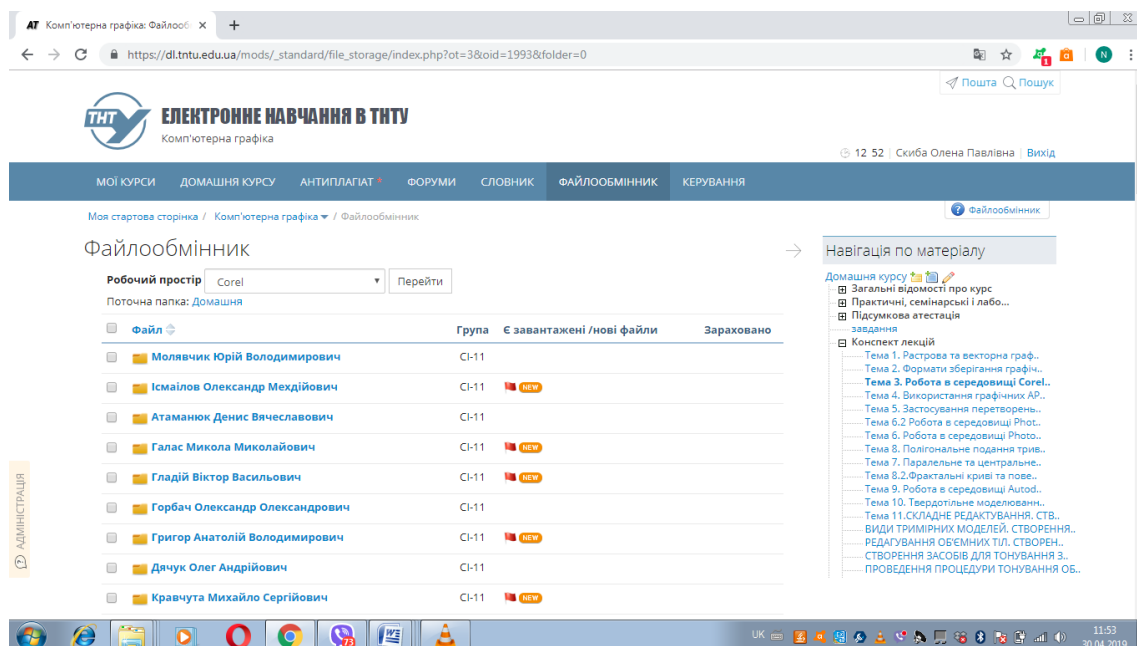 АТ Комп'ютерна графіка: Файлооб
https://dl.tntu.edu.ua/mods/_standard/file_storage/index.php?ot=3&oid=1993&folder=0
1
N
Пошта Пошук
ТНТУ
ЕЛЕКТРОННЕ НАВЧАННЯ В ТНТУ
Комп'ютерна графіка
12 52 | Скиба Олена Павлівна | Вихід
МОЇ КУРСИ ДОМАШНЯ КУРСУ АНТИПЛАГІАТ * ФОРУМИ СЛОВНИК ФАЙЛООБМІННИК КЕРУВАННЯ
Моя стартова сторінка / Комп'ютерна графіка / Файлообмінник
? Файлообмінник
Файлообмінник
Робочий простір Corel Перейти
Поточна папка: Домашня
Файл Група Є завантажені /нові файли Зараховано
Молявчик Юрій Володимирович СІ-11
Ісмаілов Олександр Мехдійович СІ-11 NEW
Атаманюк Денис Вячеславович СІ-11
Галас Микола Миколайович СІ-11 NEW
Гладій Віктор Васильович СІ-11 NEW
Горбач Олександр Олександрович СІ-11
Григор Анатолій Володимирович СІ-11 NEW
Дячук Олег Андрійович СІ-11
Кравчута Михайло Сергійович СІ-11 NEW
Навігація по матеріалу
Домашня курсу
Загальні відомості про курс
Практичні, семінарські і лабо...
Підсумкова атестація
завдання
Конспект лекцій
Тема 1. Растрова та векторна граф..
Тема 2. Формати зберігання графіч..
Тема 3. Робота в середовищі Corel..
Тема 4. Використання графічних AP..
Тема 5. Застосування перетворень..
Тема 6.2 Робота в середовищі Phot..
Тема 6. Робота в середовищі Photo..
Тема 8. Полігональне подання трив..
Тема 7. Паралельне та центральне..
Тема 8.2.Фрактальні криві та пове..
Тема 9. Робота в середовищі Autod..
Тема 10. Твердотільне моделюванн..
Тема 11.СКЛАДНЕ РЕДАКТУВАННЯ. СТВ..
ВИДИ ТРИМІРНИХ МОДЕЛЕЙ. СТВОРЕННЯ..
РЕДАГУВАННЯ ОБ'ЄМНИХ ТІЛ. СТВОРЕН..
СТВОРЕННЯ ЗАСОБІВ ДЛЯ ТОНУВАННЯ З..
ПРОВЕДЕННЯ ПРОЦЕДУРИ ТОНУВАННЯ ОБ..
АДМІНІСТРАЦІЯ
73
UK
11:53
30.04.2019